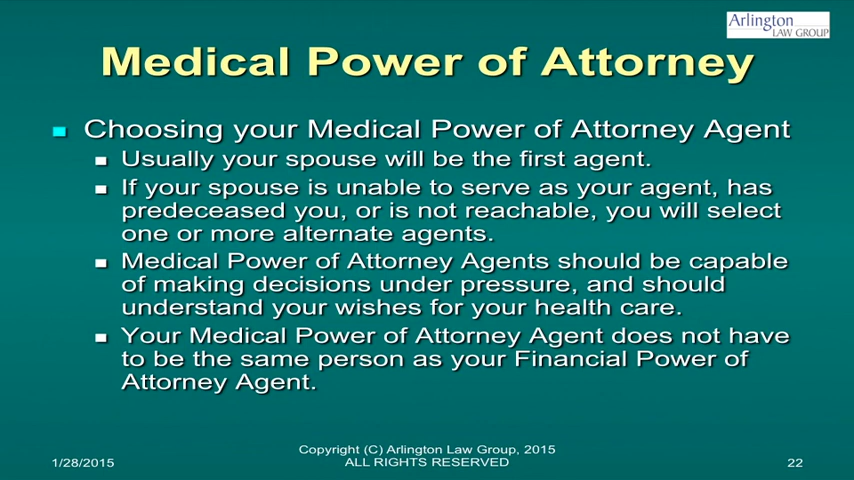 Arlington
LAW GROUP
Medical Power of Attorney
Choosing your Medical Power of Attorney Agent
Usually your spouse will be the first agent.
If your spouse is unable to serve as your agent, has
predeceased you, or is not reachable, you will select
one or more alternate agents.
Medical Power of Attorney Agents should be capable
of making decisions under pressure, and should
understand your wishes for your health care.
Your Medical Power of Attorney Agent does not have
to be the same person as your Financial Power of
Attorney Agent.
1/28/2015
Copyright (C) Arlington Law Group, 2015
ALL RIGHTS RESERVED
22